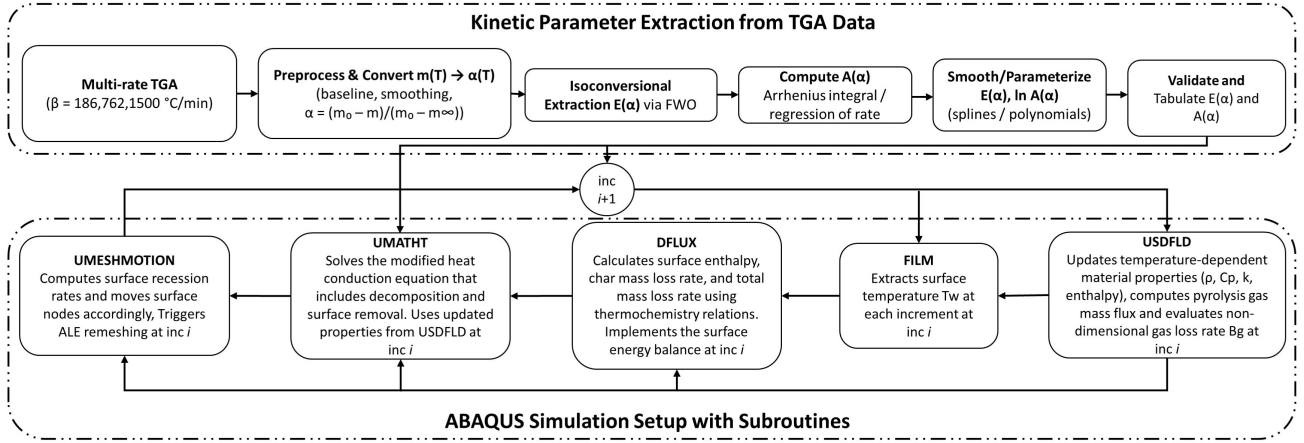 Kinetic Parameter Extraction from TGA Data
Multi-rate TGA
(β = 186,762,1500 °C/min)
Preprocess & Convert m(T) → α(T)
(baseline, smoothing,
α = (m₀ – m)/(m₀ – m∞))
Isoconversional
Extraction E(α) via FWO
Compute A(α)
Arrhenius integral /
regression of rate
Smooth/Parameterize
E(α), ln A(α)
(splines / polynomials)
Validate and
Tabulate E(α) and
A(α)
inc
i+1
UMESHMOTION
Computes surface recession
rates and moves surface
nodes accordingly, Triggers
ALE remeshing at inc i
UMATHT
Solves the modified heat
conduction equation that
includes decomposition and
surface removal. Uses updated
properties from USDFLD at
inc i
DFLUX
Calculates surface enthalpy,
char mass loss rate, and total
mass loss rate using
thermochemistry relations.
Implements the surface
energy balance at inc i
FILM
Extracts surface
temperature Tw at
each increment at
inc i
USDFLD
Updates temperature-dependent
material properties (ρ, Cp, k,
enthalpy), computes pyrolysis gas
mass flux and evaluates non-
dimensional gas loss rate Bg at
inc i
ABAQUS Simulation Setup with Subroutines